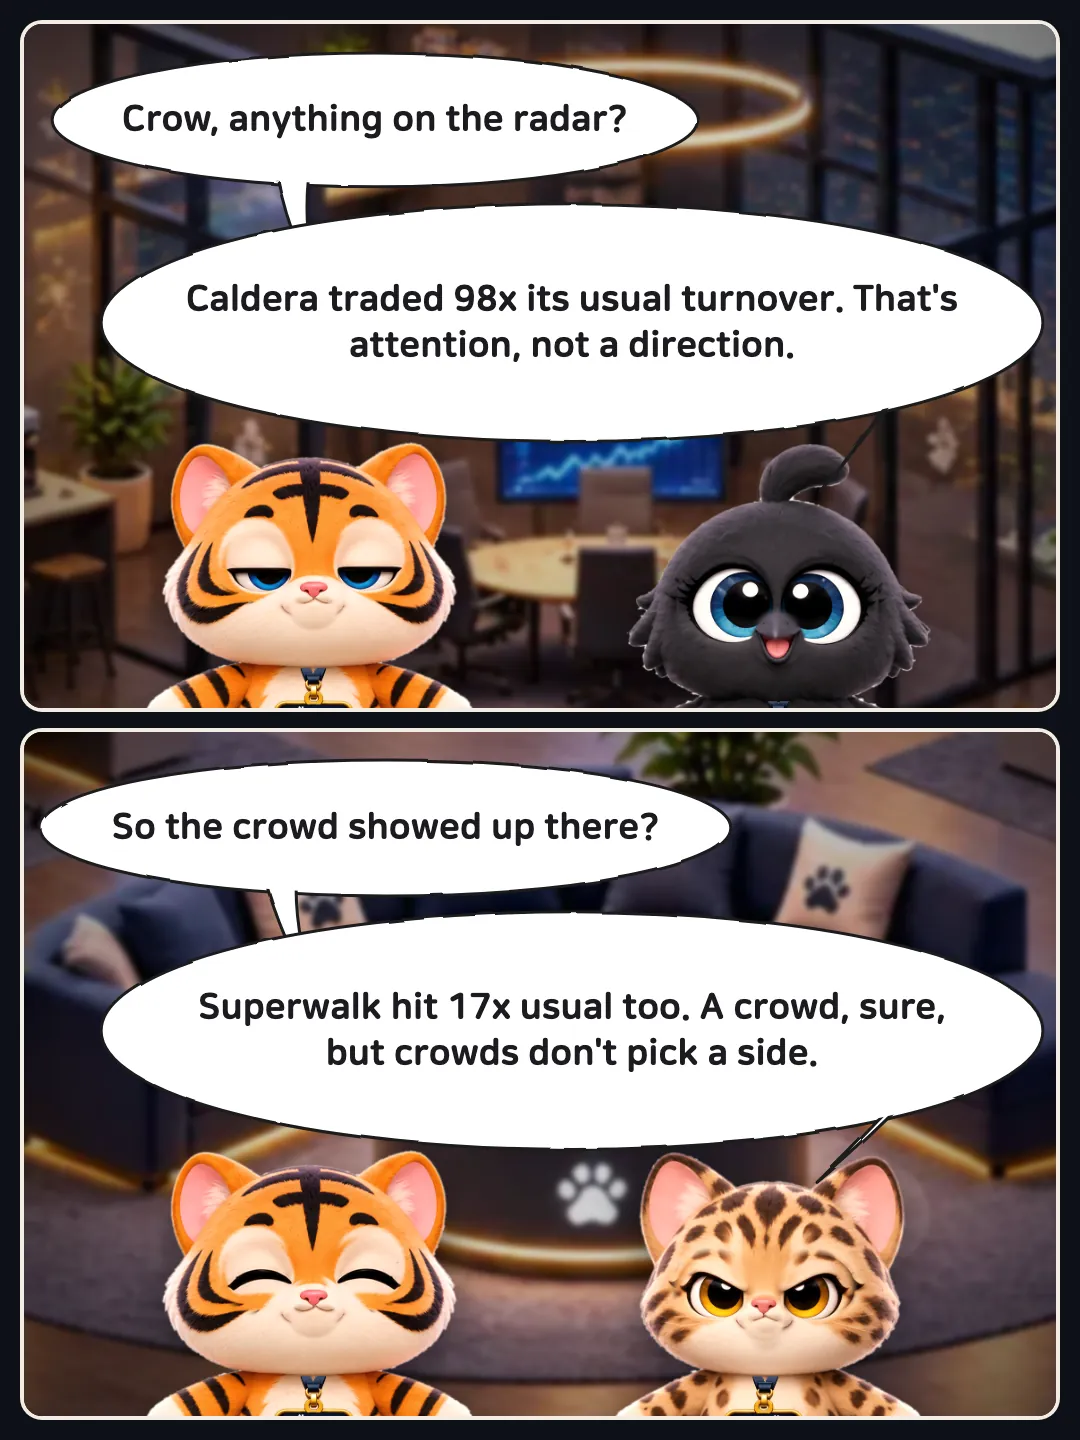 Crow, anything on the radar?
Caldera traded 98x its usual turnover. That's
attention, not a direction.
So the crowd showed up there?
Superwalk hit 17x usual too. A crowd, sure,
but crowds don't pick a side.